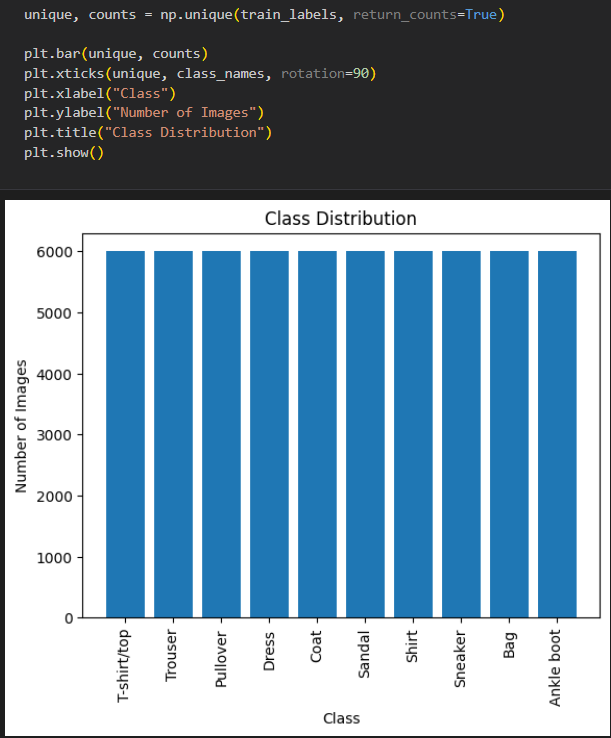 unique, counts = np.unique(train_labels, return_counts=True)
plt.bar(unique, counts)
plt.xticks(unique, class_names, rotation=90)
plt.xlabel("Class")
plt.ylabel("Number of Images")
plt.title("Class Distribution")
plt.show()
Class Distribution
Number of Images
6000
5000
4000
3000
2000
1000
0
T-shirt/top
Trouser
Pullover
Dress
Coat
Sandal
Shirt
Sneaker
Bag
Ankle boot
Class